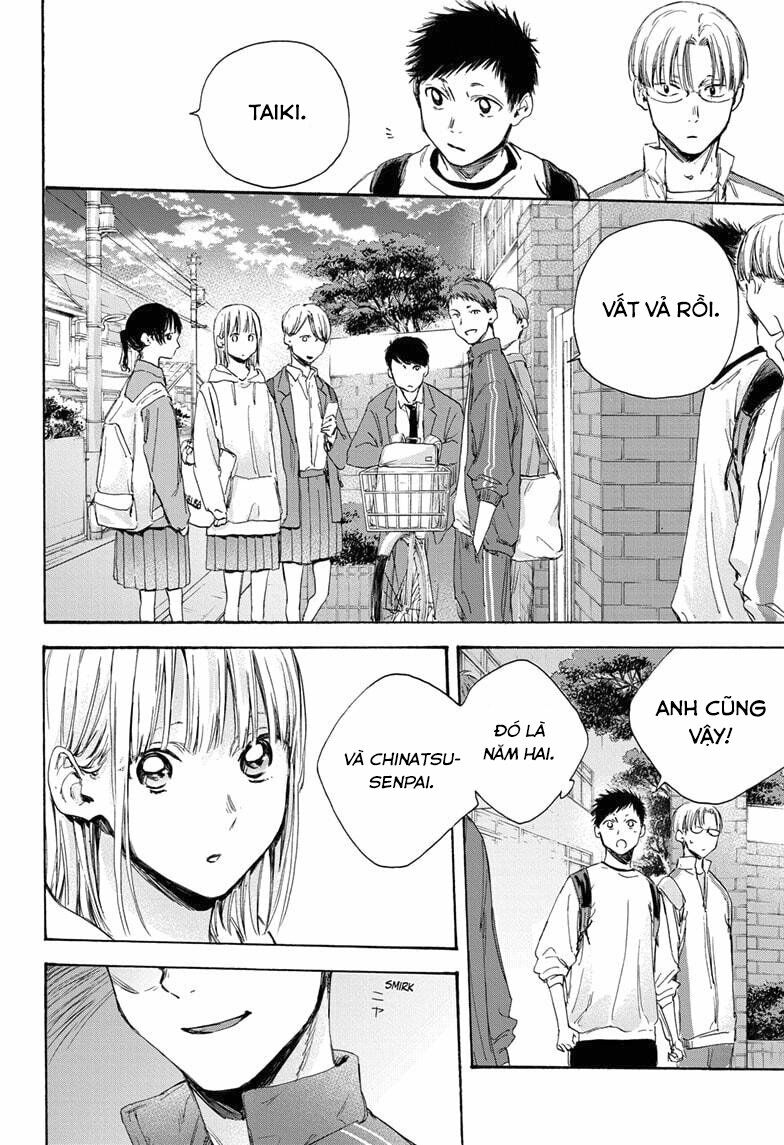 TAIKI.
VẤT VẢ RỒI.
ANH CŨNG
VẬY!
ĐÓ LÀ
NĂM HAI.
VÀ CHINATSU-
SENPAI.
SMIRK
ニヤ